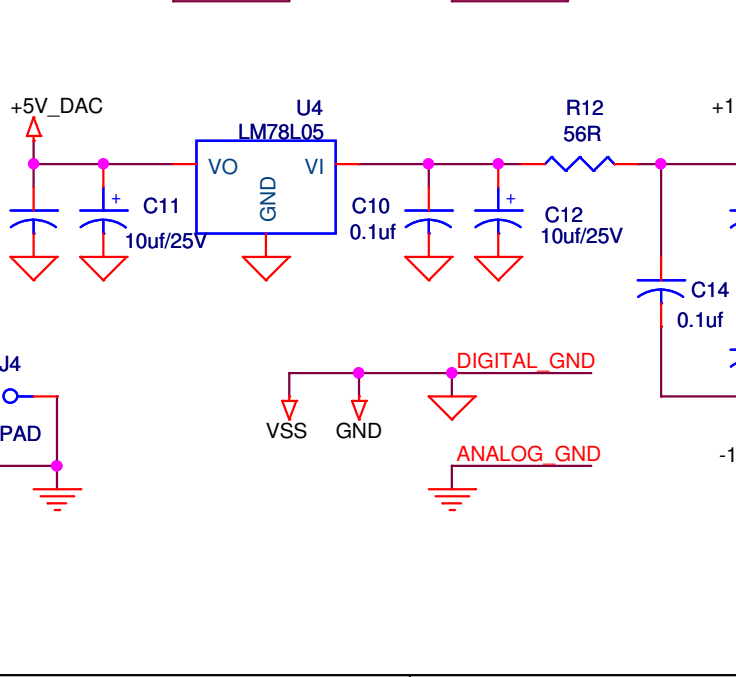 +5V_DAC
U4
LM78L05
VO
VI
GND
+
C11
10uf/25V
C10
0.1uf
+
C12
10uf/25V
R12
56R
+1
C14
0.1uf
J4
PAD
DIGITAL_GND
VSS
GND
ANALOG_GND
-1